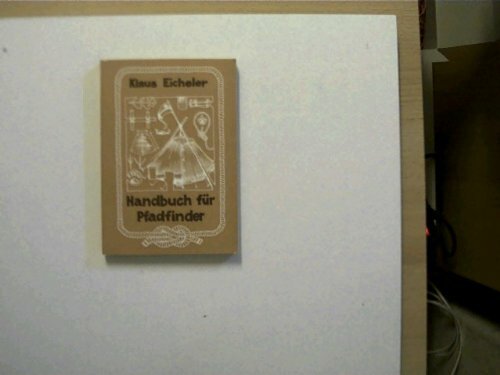 Klaus Eicheler
Handbuch für
Pfadfinder